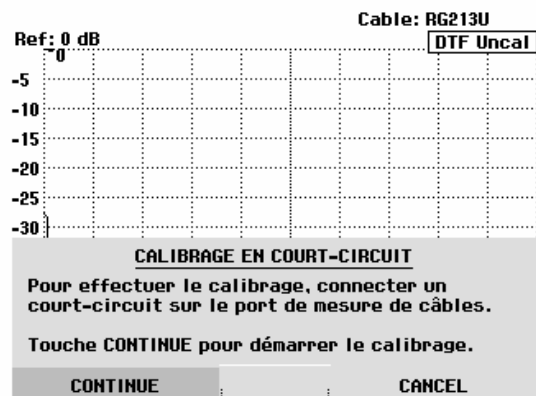 Cable: RG213U
Ref: 0 dB
DTF Uncal
0
-5
-10
-15
-20
-25
-30
CALIBRAGE EN COURT-CIRCUIT
Pour effectuer le calibrage, connecter un
court-circuit sur le port de mesure de câbles.
Touche CONTINUE pour démarrer le calibrage.
CONTINUE
CANCEL